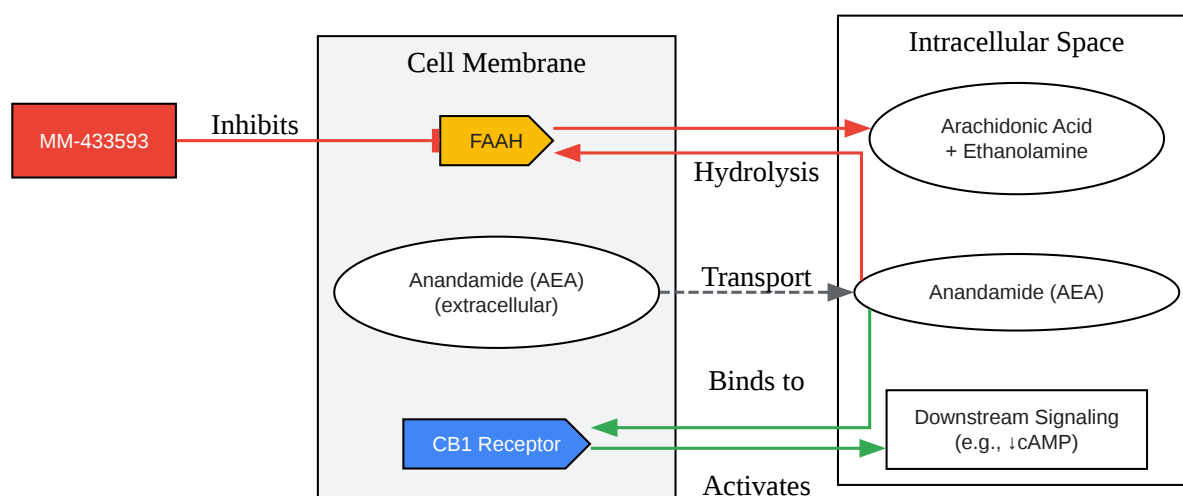 Cell Membrane
Intracellular Space
MM-433593
Inhibits
FAAH
Arachidonic Acid
+ Ethanolamine
Hydrolysis
Anandamide (AEA)
(extracellular)
Transport
Anandamide (AEA)
Binds to
CB1 Receptor
Downstream Signaling
(e.g., ↓cAMP)
Activates